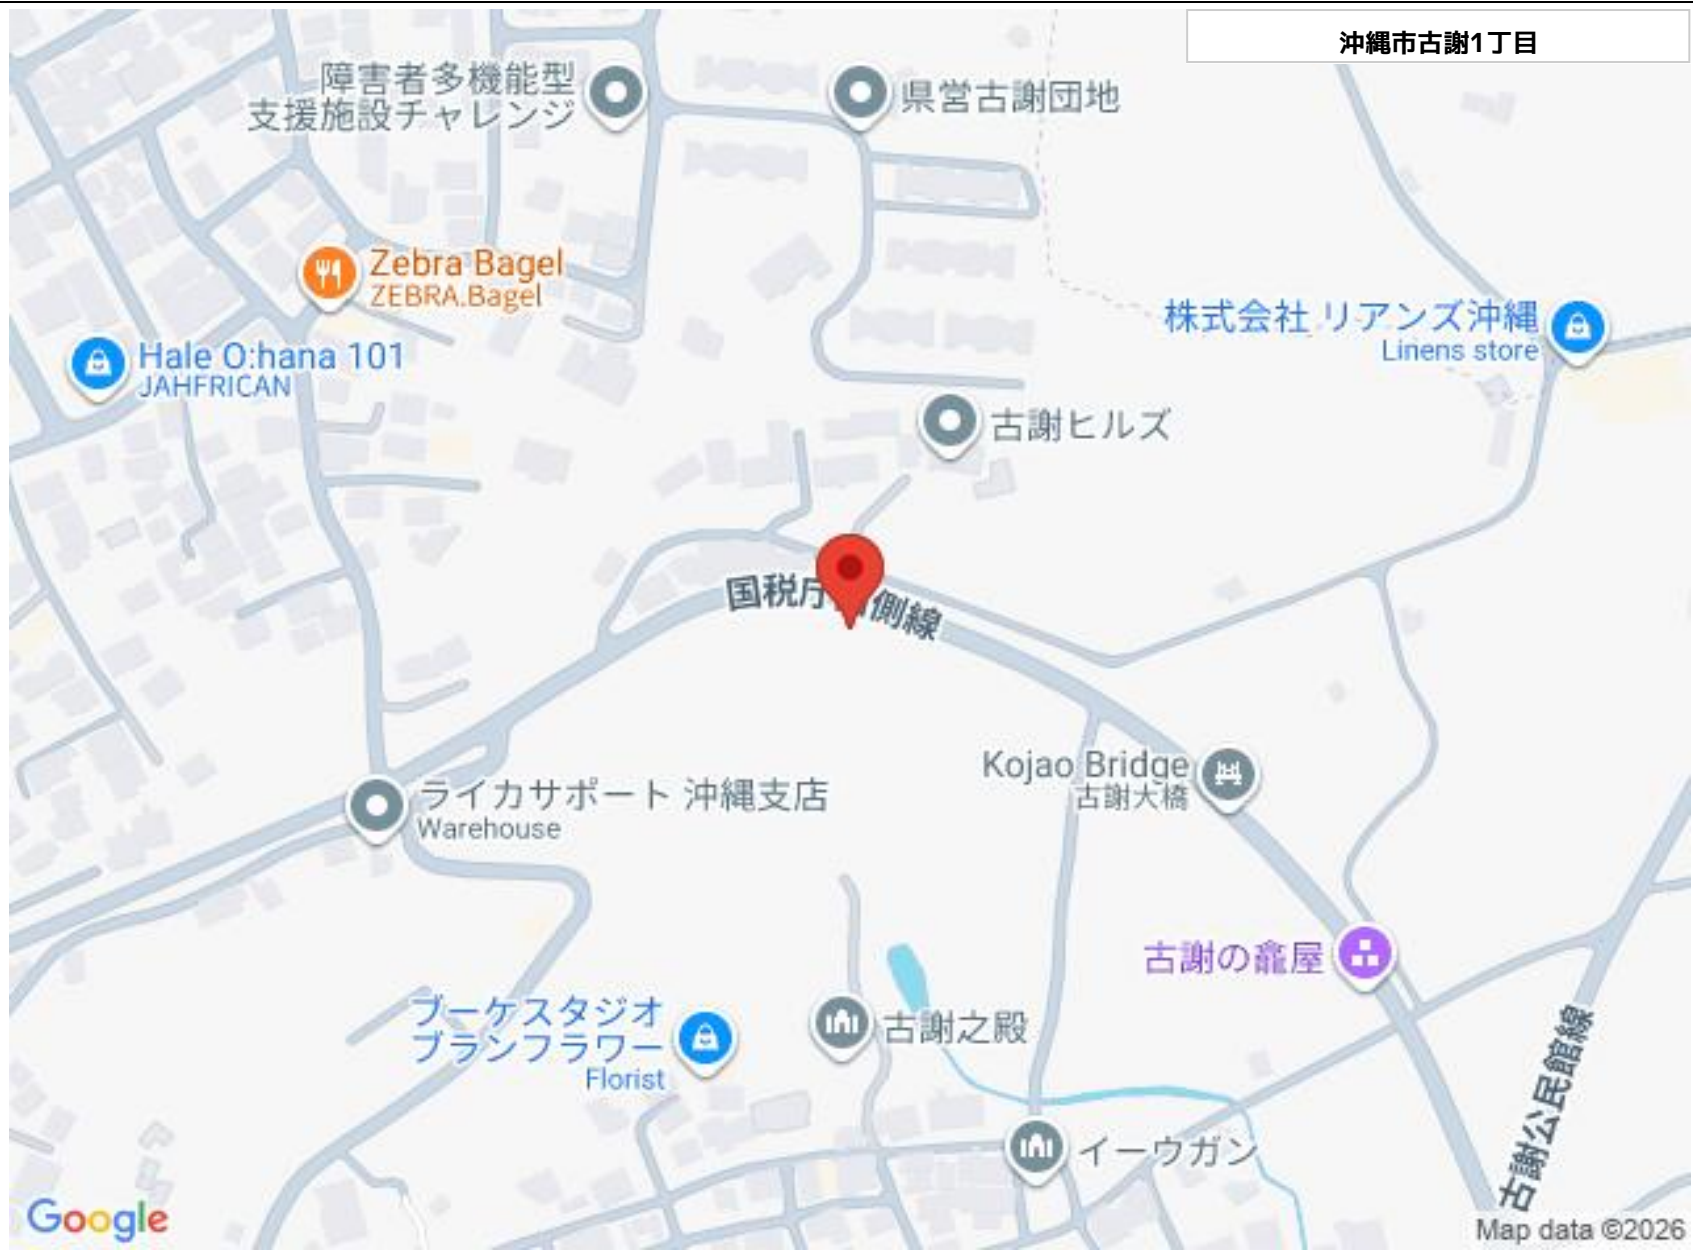 沖縄市古謝1丁目
障害者多機能型
支援施設チャレンジ
県営古謝団地
Zebra Bagel
ZEBRA.Bagel
株式会社 リアンズ沖縄
Linens store
Hale O:hana 101
JAHFRICAN
古謝ヒルズ
国税庁
側線
Kojao Bridge
古謝大橋
ライカサポート 沖縄支店
Warehouse
古謝の龕屋
ブーケスタジオ
ブランフラワー
Florist
古謝之殿
古謝公民館線
イーウガン
Google
Map data ©2026